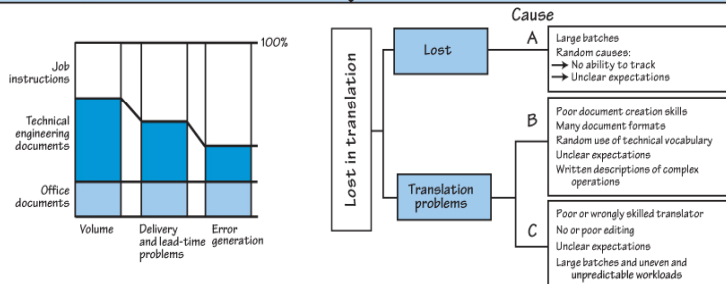 100%
Job
instructions
Technical
engineering
documents
Office
documents
Volume
Delivery
and lead-time
problems
Error
generation
Lost in translation
Lost
Translation
problems
Cause
A
Large batches
Random causes:
→ No ability to track
→ Unclear expectations
B
Poor document creation skills
Many document formats
Random use of technical vocabulary
Unclear expectations
Written descriptions of complex
operations
C
Poor or wrongly skilled translator
No or poor editing
Unclear expectations
Large batches and uneven and
unpredictable workloads